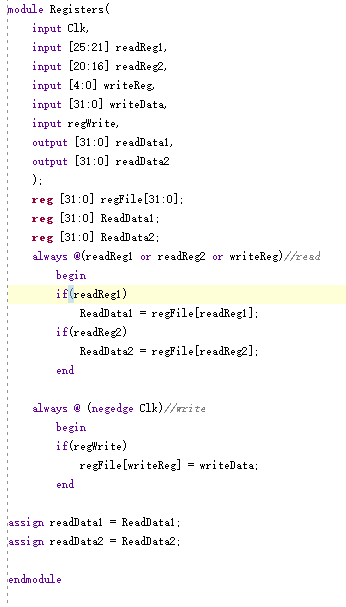 module Registers(
input Clk,
input [25:21] readReg1,
input [20:16] readReg2,
input [4:0] writeReg,
input [31:0] writeData,
input regWrite,
output [31:0] readData1,
output [31:0] readData2
);
reg [31:0] regFile[31:0];
reg [31:0] ReadData1;
reg [31:0] ReadData2;
always @(readReg1 or readReg2 or writeReg)//read
begin
if(readReg1)
ReadData1 = regFile[readReg1];
if(readReg2)
ReadData2 = regFile[readReg2];
end
always @ (negedge Clk)//write
begin
if(regWrite)
regFile[writeReg] = writeData;
end
assign readData1 = ReadData1;
assign readData2 = ReadData2;
endmodule